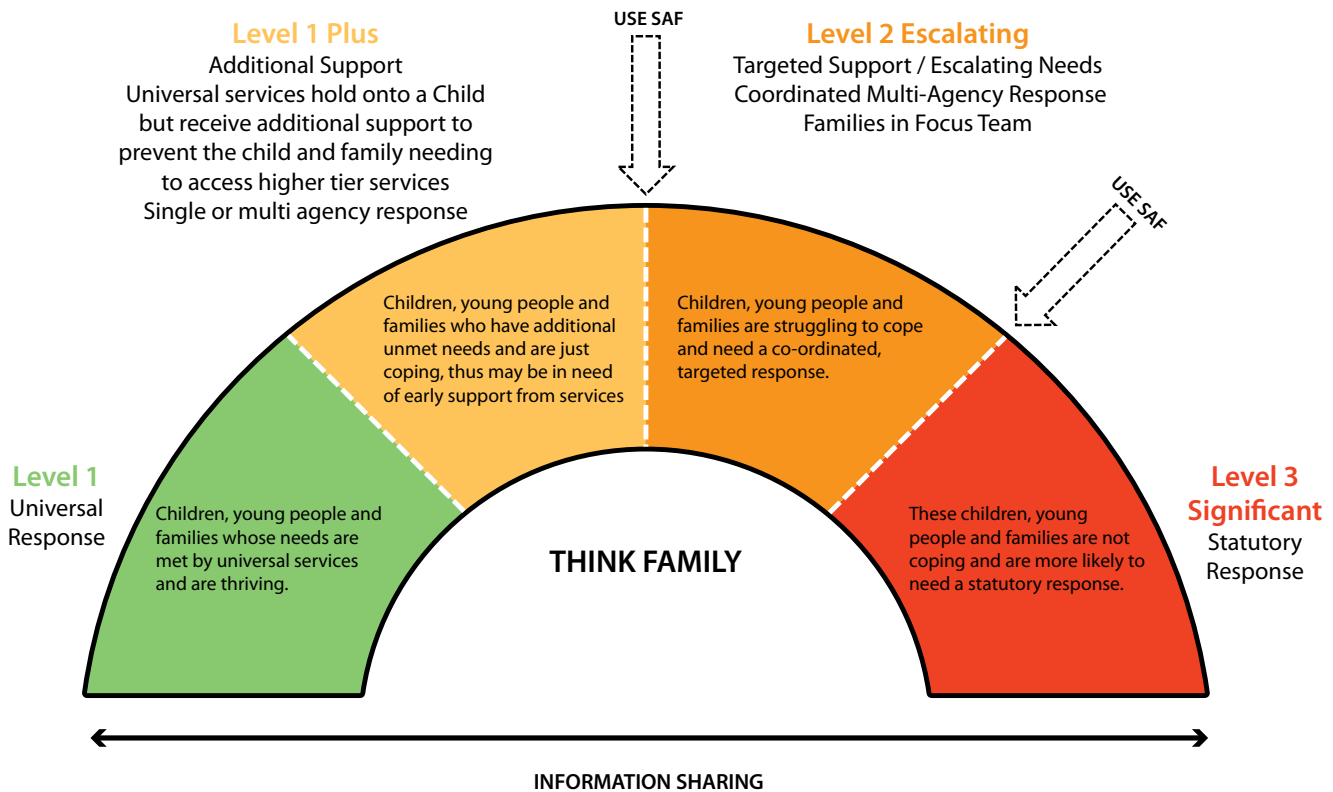 USE SAF
Level 1 Plus
Additional Support
Universal services hold onto a Child
but receive additional support to
prevent the child and family needing
to access higher tier services
Single or multi agency response
Level 2 Escalating
Targeted Support / Escalating Needs
Coordinated Multi-Agency Response
Families in Focus Team
USE SAF
Children, young people and
families who have additional
unmet needs and are just
coping, thus may be in need
of early support from services
Children, young people and
families are struggling to cope
and need a co-ordinated,
targeted response.
Level 1
Universal
Response
Children, young people and
families whose needs are
met by universal services
and are thriving.
THINK FAMILY
These children, young
people and families are not
coping and are more likely to
need a statutory response.
Level 3
Significant
Statutory
Response
INFORMATION SHARING